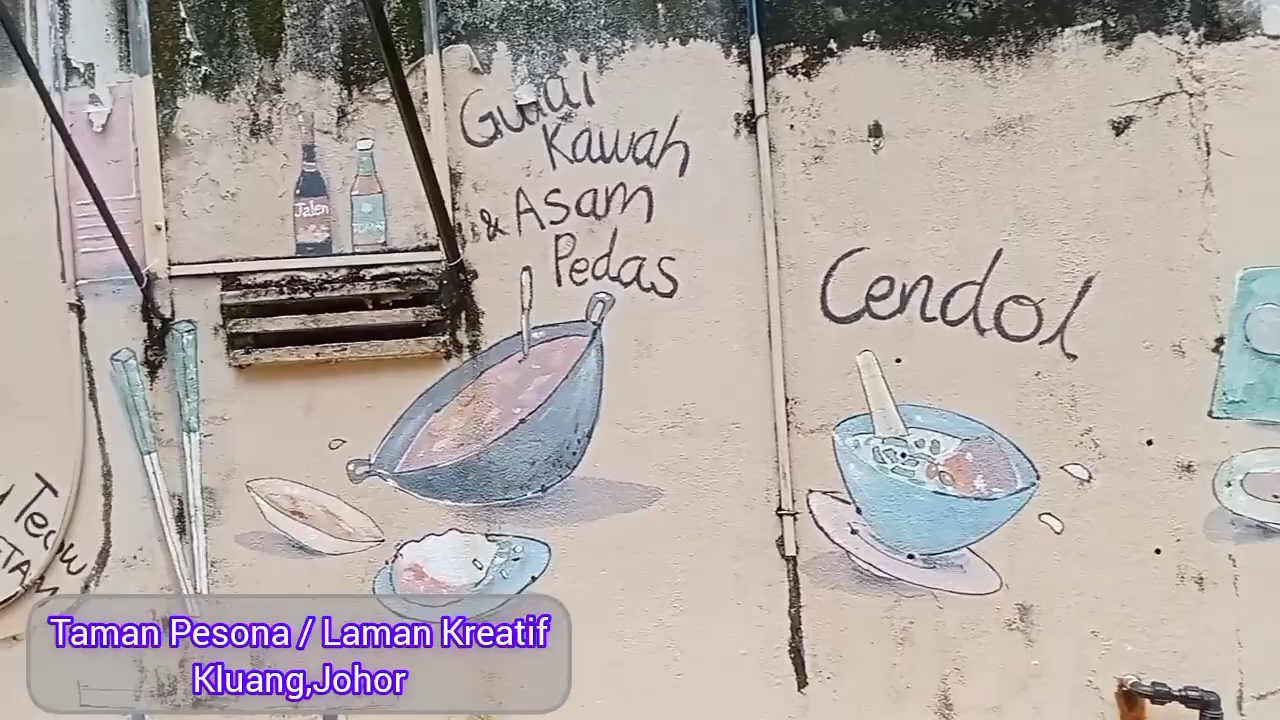 Gulai
Kawah
& Asam
Pedas
Cendol
Jalen
Taman Pesona / Laman Kreatif
Kluang,Johor